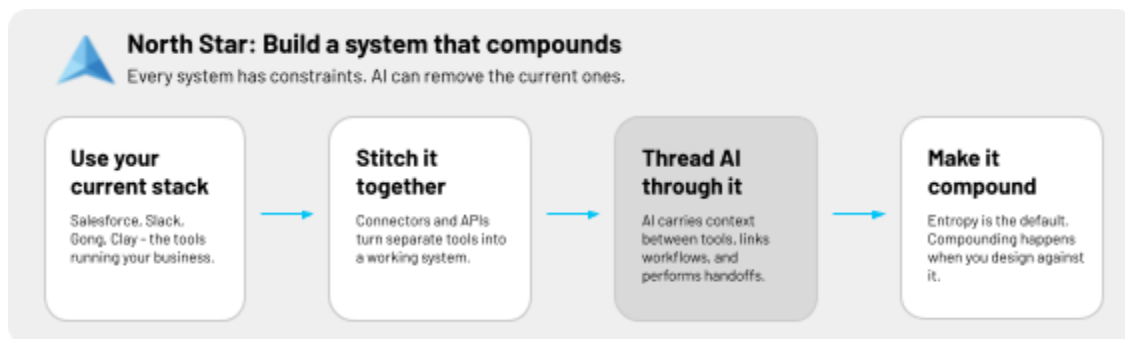 North Star: Build a system that compounds
Every system has constraints. AI can remove the current ones.
Use your
current stack
Salesforce, Slack,
Gong, Clay - the tools
running your business.
Stitch it
together
Connectors and APIs
turn separate tools into
a working system.
Thread AI
through it
AI carries context
between tools, links
workflows, and
performs handoffs.
Make it
compound
Entropy is the default.
Compounding happens
when you design against
it.